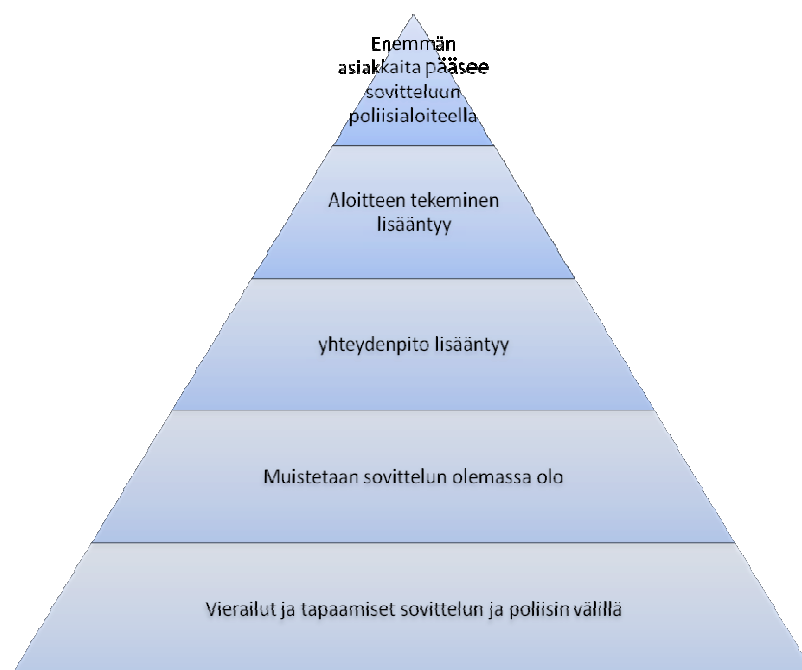 Enemmän
asiakkaita pääsee
sovitteluun
poliisialoitteella
Aloitteen tekeminen
lisääntyy
yhteydenpito lisääntyy
Muistetaan sovittelun olemassa olo
Vierailut ja tapaamiset sovittelun ja poliisin välillä